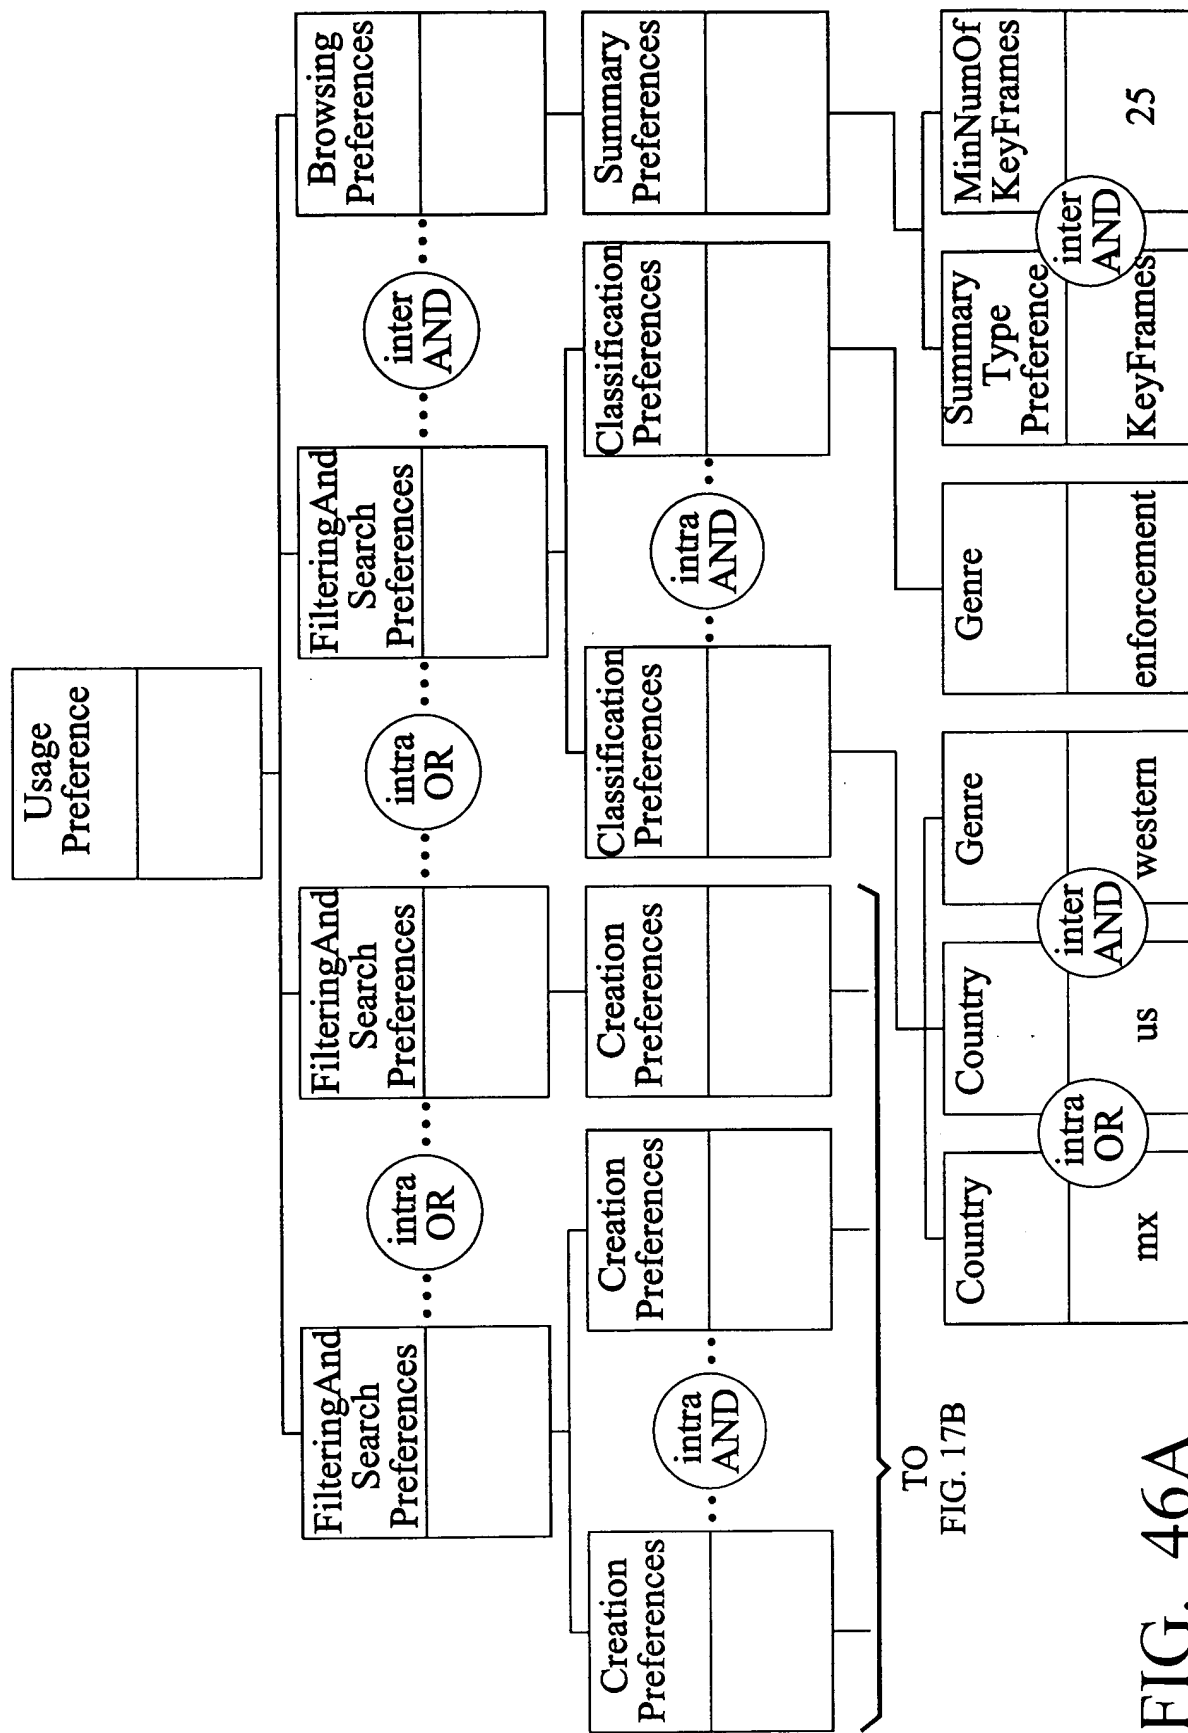 Usage
Preference
FilteringAnd
Search
Preferences
intra
OR
FilteringAnd
Search
Preferences
intra
OR
FilteringAnd
Search
Preferences
inter
AND
Browsing
Preferences
Creation
Preferences
intra
AND
Creation
Preferences
Creation
Preferences
Classification
Preferences
intra
AND
Classification
Preferences
Summary
Preferences
TO
FIG. 17B
Country
mx
intra
OR
Country
us
inter
AND
Genre
western
Genre
enforcement
Summary
Type
Preference
KeyFrames
inter
AND
MinNumOf
KeyFrames
25
FIG. 46A